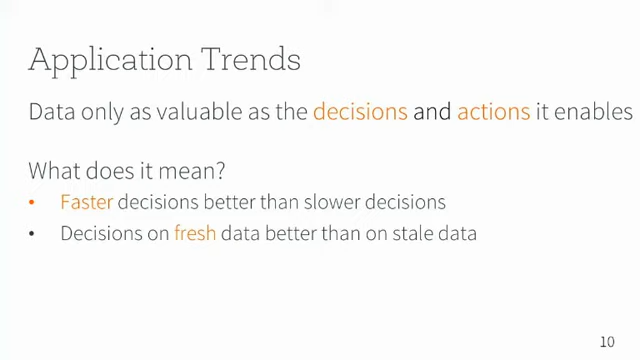 Application Trends
Data only as valuable as the decisions and actions it enables
What does it mean?
• Faster decisions better than slower decisions
• Decisions on fresh data better than on stale data
10